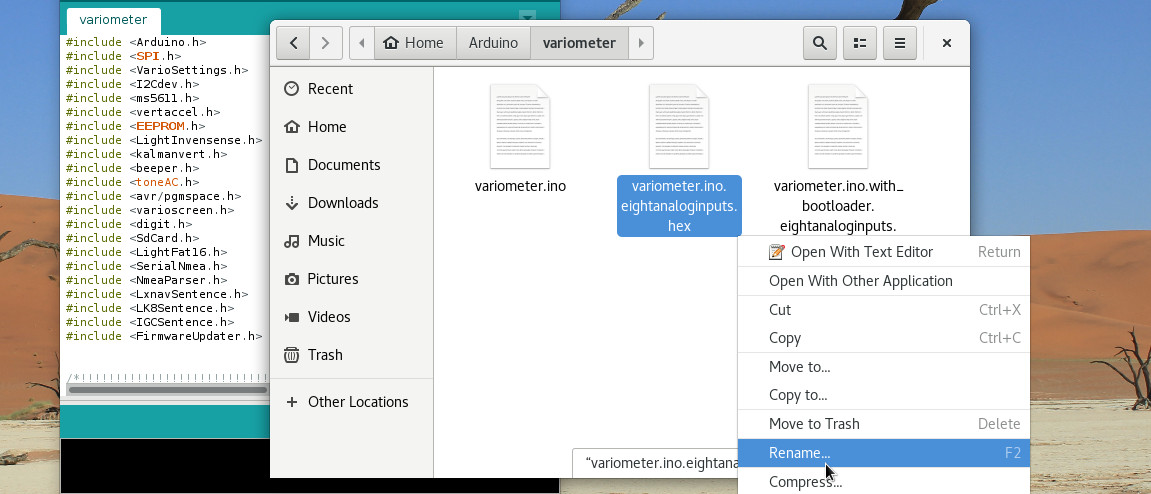 variometer
#include <Arduino.h>
#include <SPI.h>
#include <VarioSettings.h>
#include <I2Cdev.h>
#include <ms5611.h>
#include <vertaccel.h>
#include <EEPROM.h>
#include <LightInvensense.h>
#include <kalmanvert.h>
#include <beeper.h>
#include <toneAC.h>
#include <avr/pgmspace.h>
#include <varioscreen.h>
#include <digit.h>
#include <SdCard.h>
#include <LightFat16.h>
#include <SerialNmea.h>
#include <NmeaParser.h>
#include <LxnavSentence.h>
#include <LK8Sentence.h>
#include <IGCSentence.h>
#include <FirmwareUpdater.h>
Home
Arduino
variometer
Recent
Home
Documents
Downloads
Music
Pictures
Videos
Trash
Other Locations
variometer.ino
variometer.ino.
eightanaloginputs.
hex
variometer.ino.with_
bootloader.
eightanaloginputs.
Open With Text Editor Return
Open With Other Application
Cut Ctrl+X
Copy Ctrl+C
Move to...
Copy to...
Move to Trash Delete
Rename... F2
Compress...
“variometer.ino.eightana